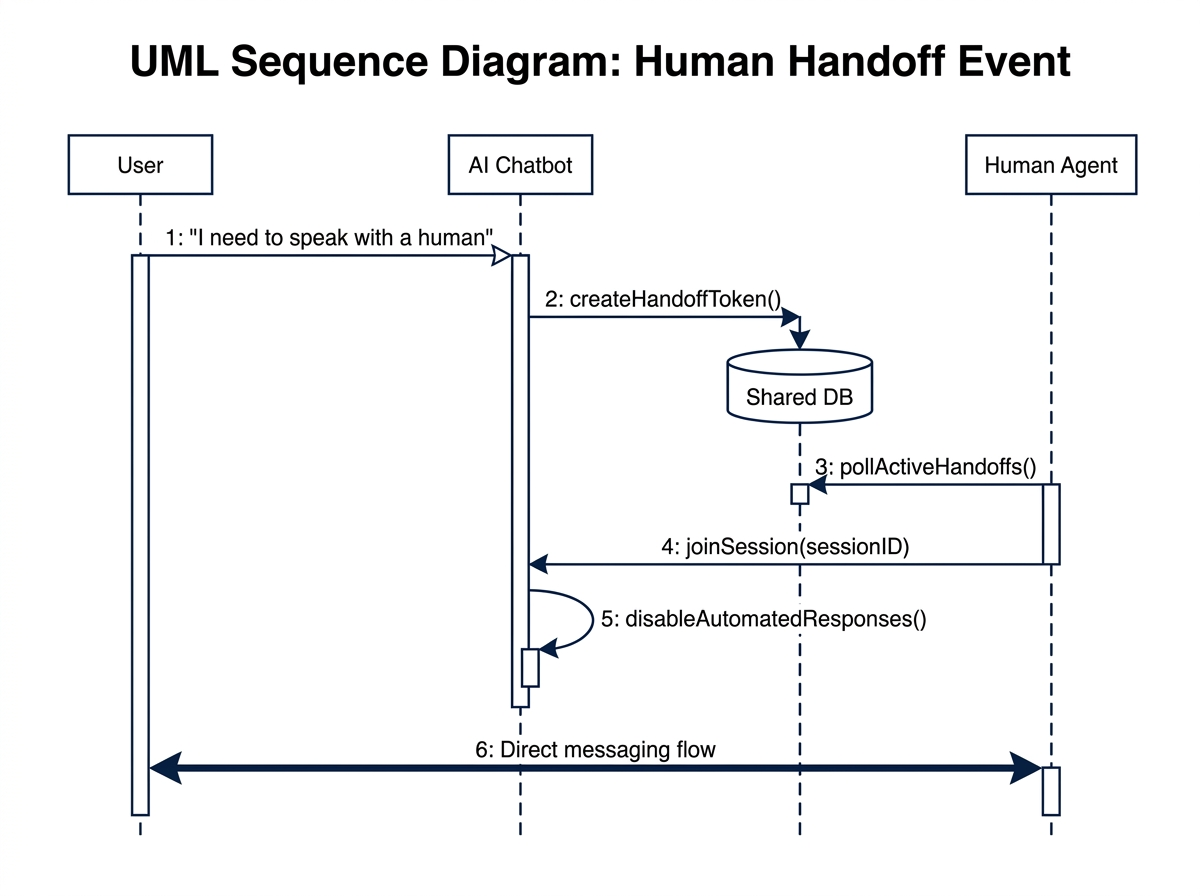 UML Sequence Diagram: Human Handoff Event
User
AI Chatbot
Human Agent
1: "I need to speak with a human"
2: createHandoffToken()
Shared DB
3: pollActiveHandoffs()
4: joinSession(sessionID)
5: disableAutomatedResponses()
6: Direct messaging flow